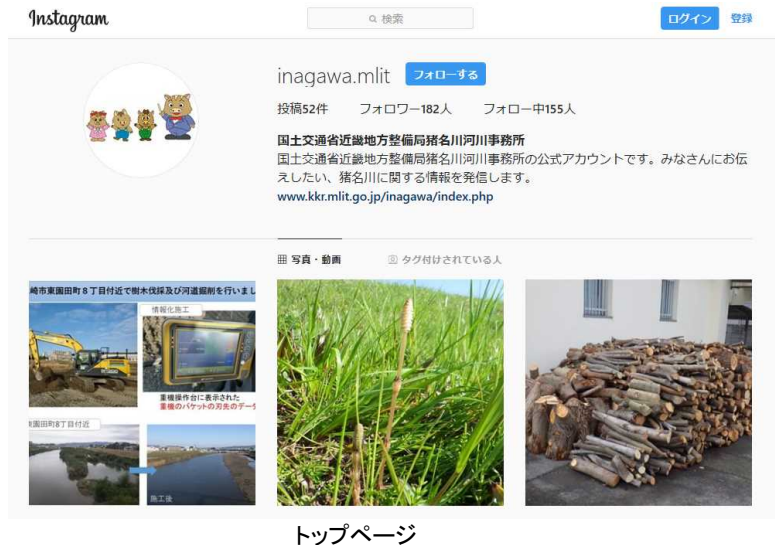 Instagram
検索
ログイン 登録
inagawa.mlit フォローする
投稿52件 フォロワー182人 フォロー中155人
国土交通省近畿地方整備局猪名川河川事務所
国土交通省近畿地方整備局猪名川河川事務所の公式アカウントです。みなさんにお伝
えしたい、猪名川に関する情報を発信します。
www.kkr.mlit.go.jp/inagawa/index.php
写真・動画 タグ付けされている人
崎市東園田町8丁目付近で樹木伐採及び河道掘削を行いまし
情報化施工
重機操作台に表示された
重機のバケットの刃先のデー
東園田町8丁目付近
施工後
トップページ